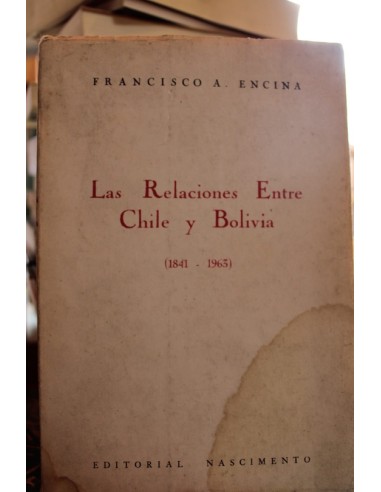 FRANCISCO A. ENCINA
Las Relaciones Entre
Chile y Bolivia
(1841 - 1963)
EDITORIAL NASCIMENTO